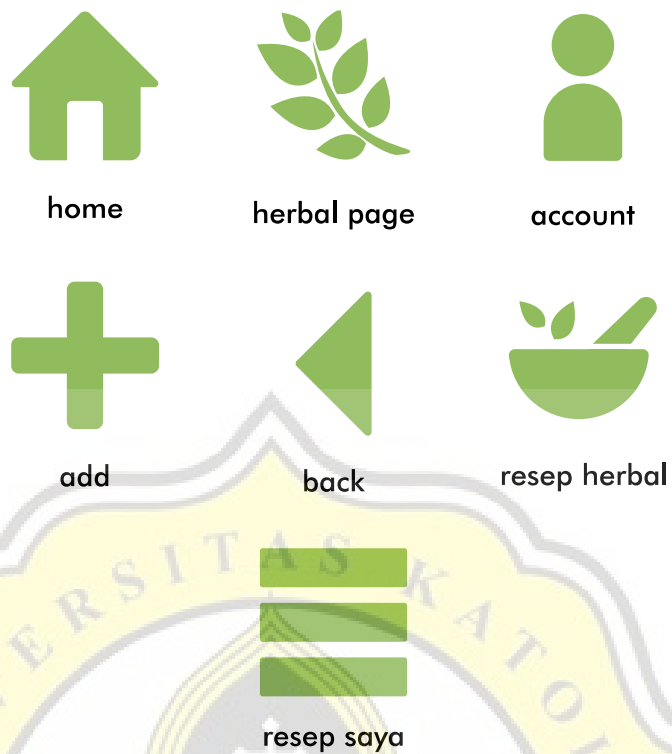 home
herbal page
account
add
back
resep herbal
ERSITAS KATO
resep saya